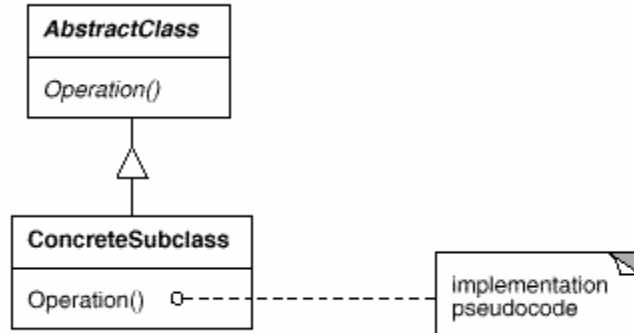 AbstractClass
Operation()
ConcreteSubclass
Operation()
implementation
pseudocode